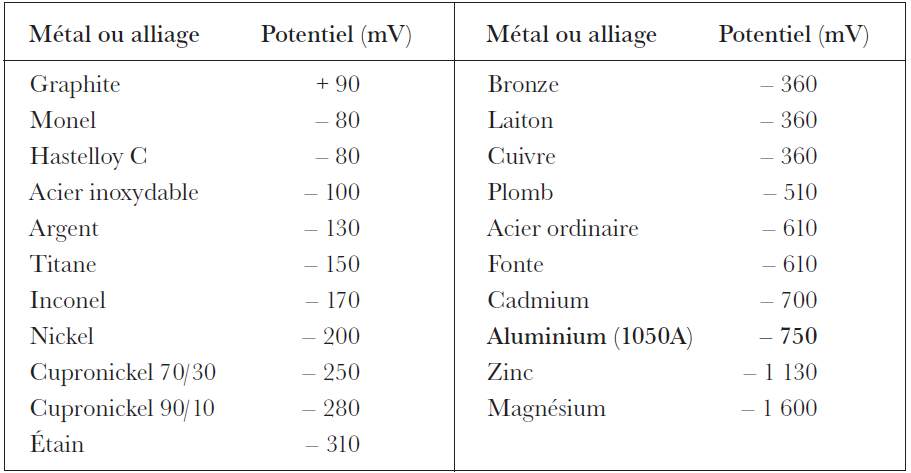 Métal ou alliage Potentiel (mV) Métal ou alliage Potentiel (mV)
Graphite + 90 Bronze – 360
Monel – 80 Laiton – 360
Hastelloy C – 80 Cuivre – 360
Acier inoxydable – 100 Plomb – 510
Argent – 130 Acier ordinaire – 610
Titane – 150 Fonte – 610
Inconel – 170 Cadmium – 700
Nickel – 200 Aluminium (1050A) – 750
Cupronickel 70/30 – 250 Zinc – 1 130
Cupronickel 90/10 – 280 Magnésium – 1 600
Étain – 310